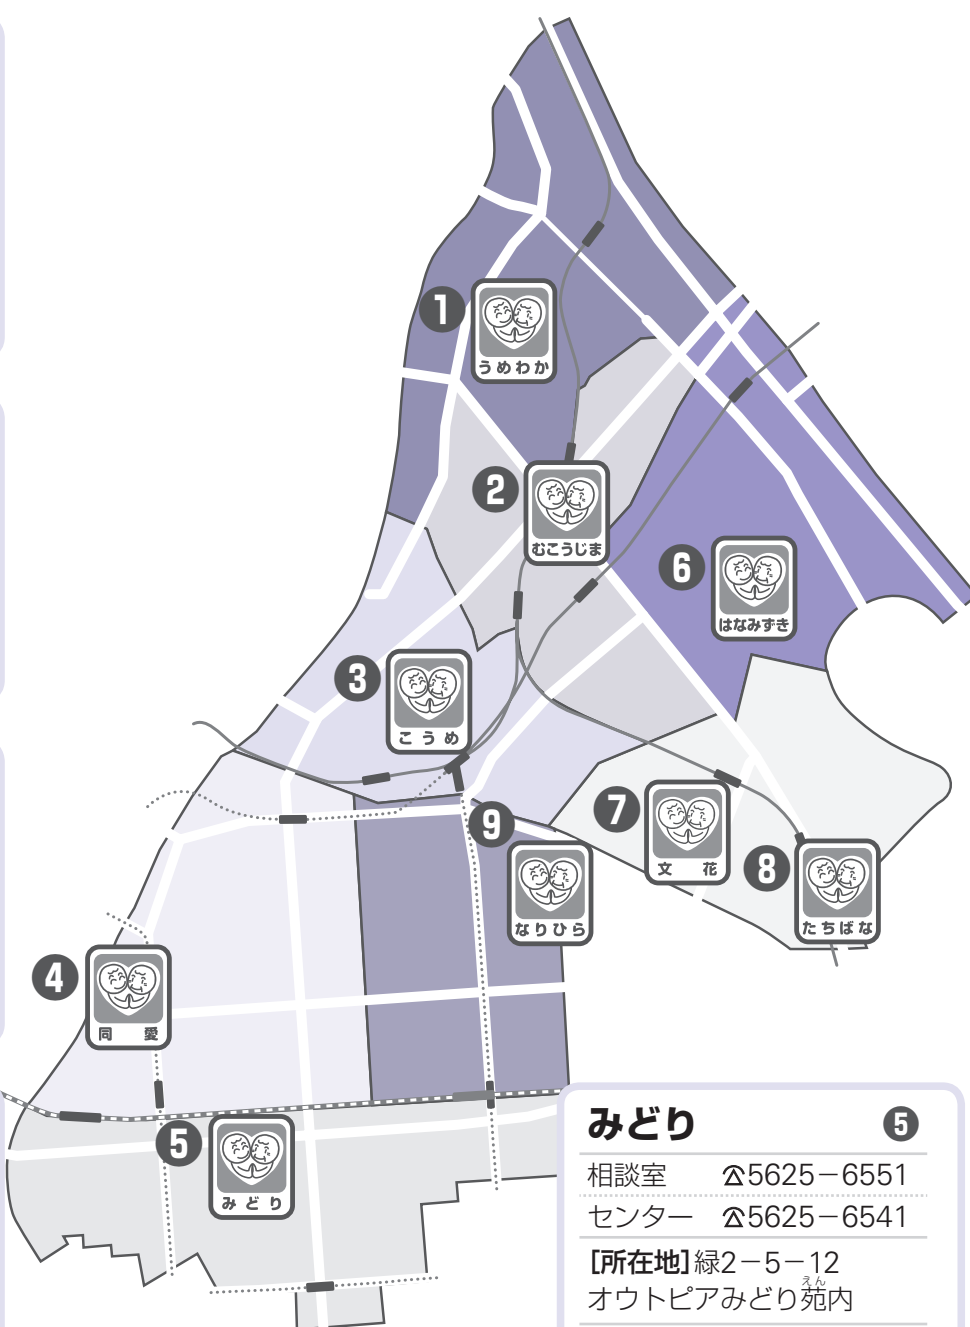 1
うめわか
2
むこうじま
6
はなみずき
3
こうめ
7
文花
9
8
なりひら
たちばな
4
同愛
5
みどり
みどり 5
相談室 ☎5625−6551
センター ☎5625−6541
[所在地]緑2−5−12
えん
オウトピアみどり苑内